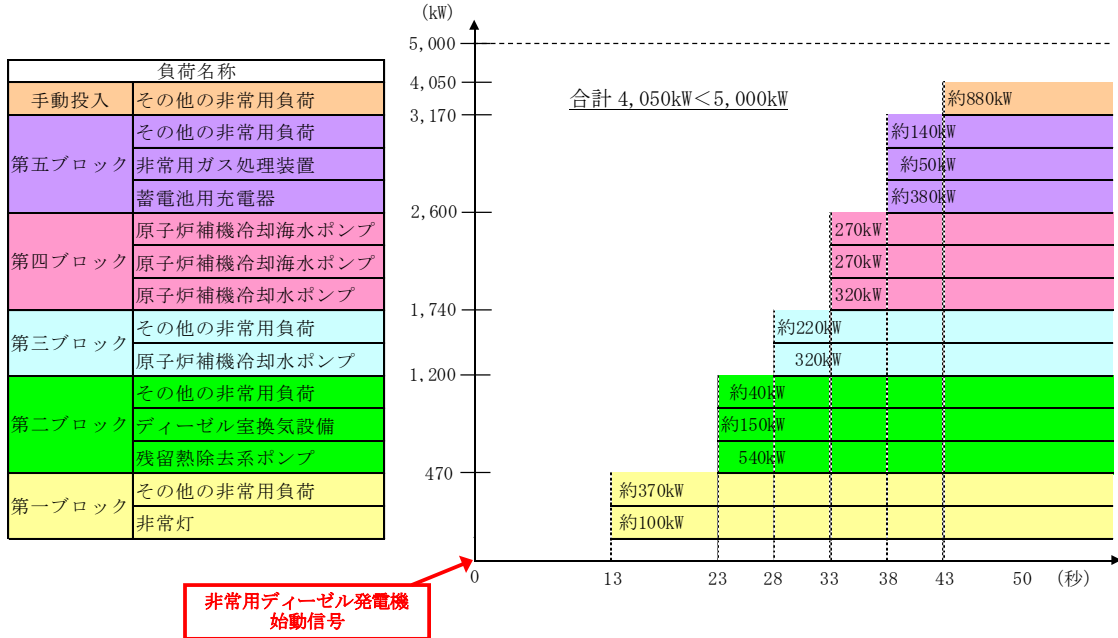 (kW)
5,000
負荷名称
手動投入 その他の非常用負荷
第五ブロック
その他の非常用負荷
非常用ガス処理装置
蓄電池用充電器
第四ブロック
原子炉補機冷却海水ポンプ
原子炉補機冷却海水ポンプ
原子炉補機冷却水ポンプ
第三ブロック
その他の非常用負荷
原子炉補機冷却水ポンプ
第二ブロック
その他の非常用負荷
ディーゼル室換気設備
残留熱除去系ポンプ
第一ブロック
その他の非常用負荷
非常灯
4,050
3,170
2,600
1,740
1,200
470
合計 4,050kW<5,000kW
約880kW
約140kW
約50kW
約380kW
270kW
270kW
320kW
約220kW
320kW
約40kW
約150kW
540kW
約370kW
約100kW
0 13 23 28 33 38 43 50 (秒)
非常用ディーゼル発電機
始動信号